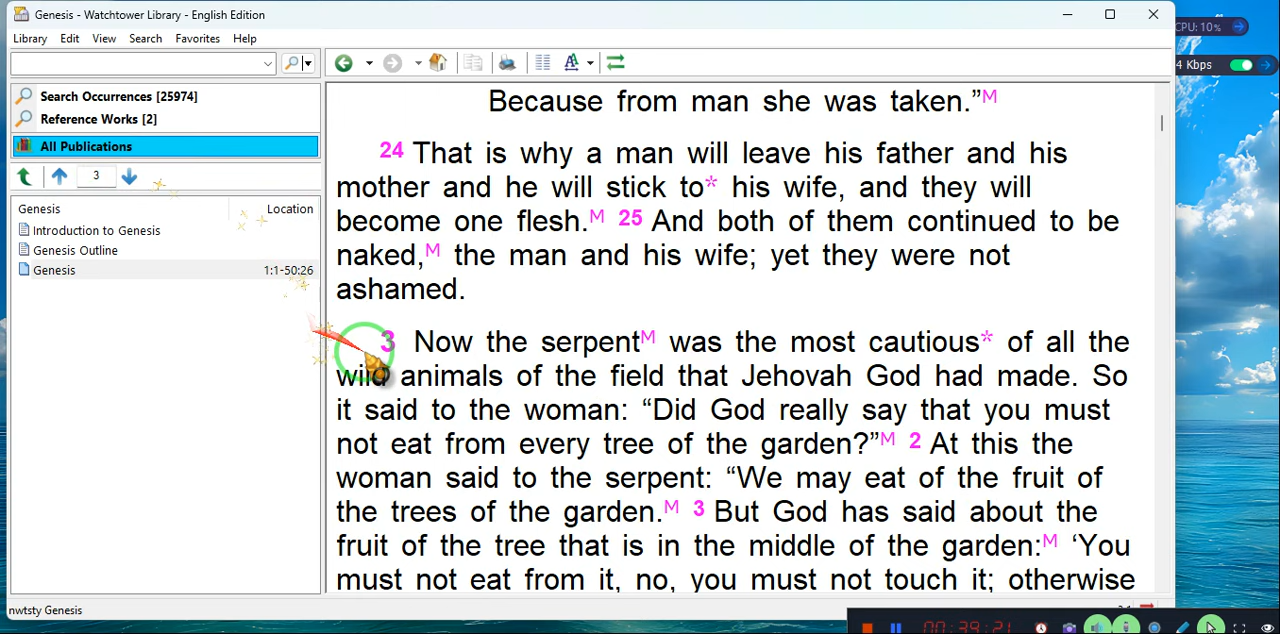 Genesis - Watchtower Library - English Edition
Library Edit View Search Favorites Help
Search Occurrences [25974]
Reference Works [2]
All Publications
3
Genesis Location
Introduction to Genesis
Genesis Outline
Genesis 1:1-50:26
nwtsty Genesis
Because from man she was taken.”M
24 That is why a man will leave his father and his
mother and he will stick to* his wife, and they will
become one flesh.M 25 And both of them continued to be
naked,M the man and his wife; yet they were not
ashamed.
3 Now the serpentM was the most cautious* of all the
wild animals of the field that Jehovah God had made. So
it said to the woman: “Did God really say that you must
not eat from every tree of the garden?”M 2 At this the
woman said to the serpent: “We may eat of the fruit of
the trees of the garden.M 3 But God has said about the
fruit of the tree that is in the middle of the garden:M ‘You
must not eat from it, no, you must not touch it; otherwise
CPU: 10%
4 Kbps
00:39:21